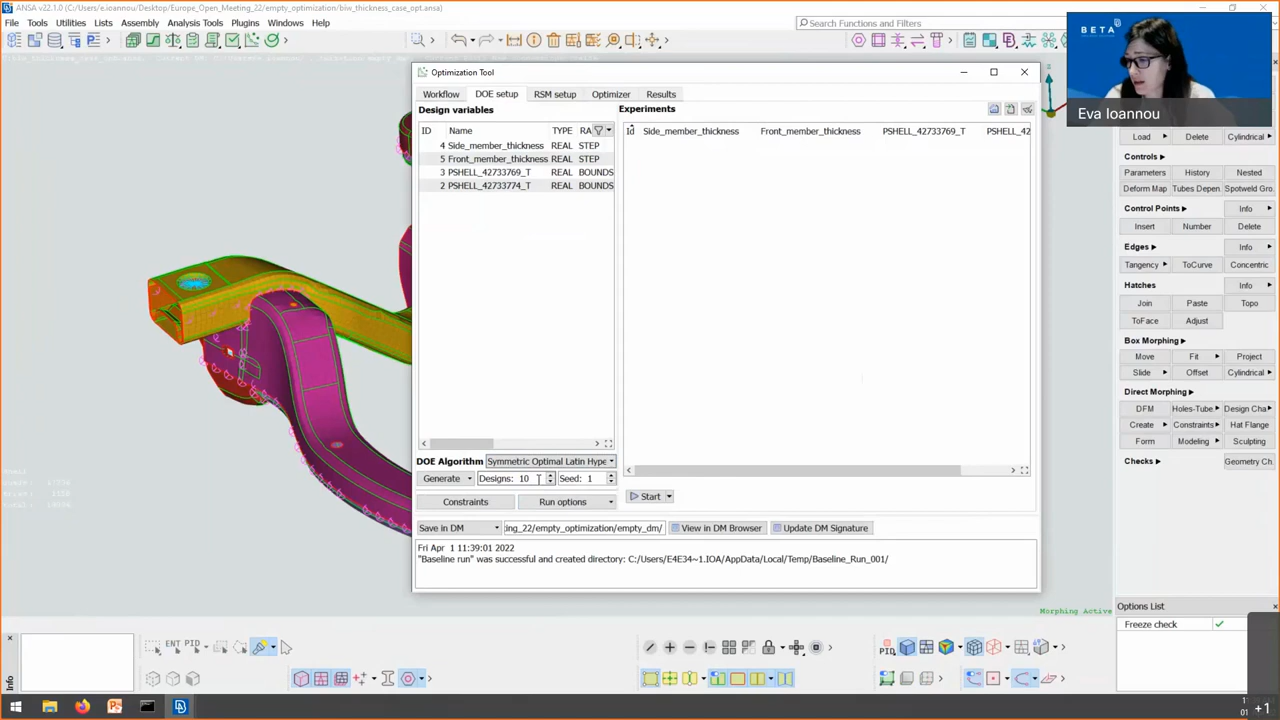 ANSA v22.1.0 (C:/Users/e.ioannou/Desktop/Europe_Open_Meeting_22/empty_optimization/biw_thickness_case_opt.ansa)
File Tools Utilities Lists Containers Assembly Analysis Tools Plugins Windows Help
Search Functions and Filters
BETA
Eva Ioannou
Optimization Tool
Workflow DOE setup RSM setup Optimizer Results
Design variables
Experiments
ID Name TYPE RA
Id Side_member_thickness Front_member_thickness PSHELL_42733769_T PSHELL_42
4 Side_member_thickness REAL STEP
5 Front_member_thickness REAL STEP
3 PSHELL_42733769_T REAL BOUNDS
2 PSHELL_42733774_T REAL BOUNDS
DOE Algorithm Symmetric Optimal Latin Hype
Generate Designs: 10 Seed: 1
Constraints Run options
Start
Save in DM ing_22/empty_optimization/empty_dm/ View in DM Browser Update DM Signature
Fri Apr 1 11:39:01 2022
"Baseline run" was successful and created directory: C:/Users/E4E34~1.IOA/AppData/Local/Temp/Baseline_Run_001/
Load Delete Cylindrical
Controls:
Parameters History Nested
Deform Map Tubes Depen. Spotweld Gro.
Control Points Info
Insert Number Delete
Edges: Info
Tangency ToCurve Concentric
Hatches Info
Join Paste Topo
ToFace Adjust
Box Morphing
Move Fit Project
Slide Offset Cylindrical
Direct Morphing
DFM Holes-Tube Design Cha
Create Constraints Hat Flange
Form Modeling Sculpting
Checks Geometry Ch.
Morphing Active
Options List
Freeze check
Info
ENT PID
PID
+1